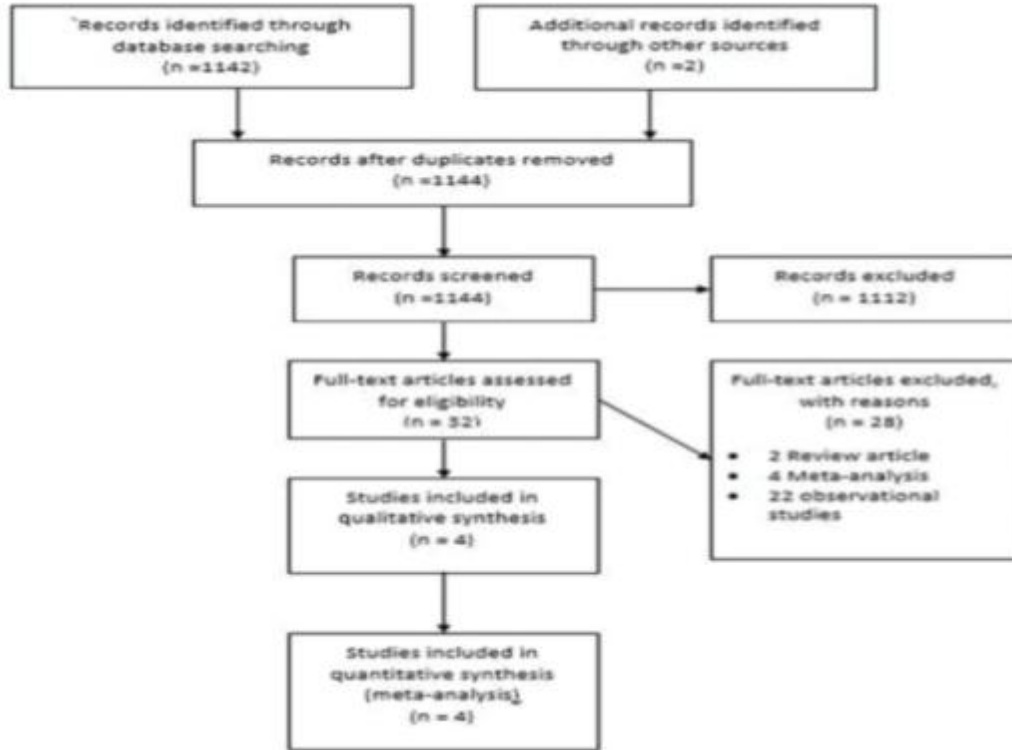 `Records identified through
database searching
(n =1142)
Additional records identified
through other sources
(n =2)
Records after duplicates removed
(n =1144)
Records screened
(n =1144)
Records excluded
(n = 1112)
Full-text articles assessed
for eligibility
(n = 32)
Full-text articles excluded,
with reasons
(n = 28)
• 2 Review article
• 4 Meta-analysis
• 22 observational
studies
Studies included in
qualitative synthesis
(n = 4)
Studies included in
quantitative synthesis
(meta-analysis)
(n = 4)